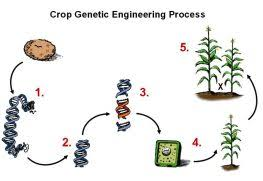 Crop Genetic Engineering Process
1.
2.
3.
4.
5.
X